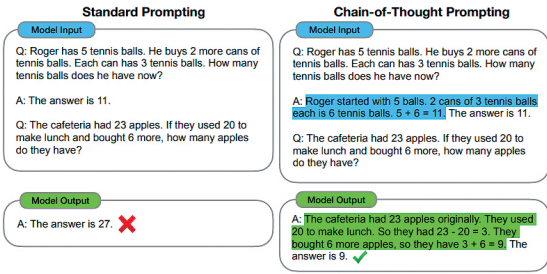 Standard Prompting
Model Input
Q: Roger has 5 tennis balls. He buys 2 more cans of
tennis balls. Each can has 3 tennis balls. How many
tennis balls does he have now?
A: The answer is 11.
Q: The cafeteria had 23 apples. If they used 20 to
make lunch and bought 6 more, how many apples
do they have?
Model Output
A: The answer is 27.
Chain-of-Thought Prompting
Model Input
Q: Roger has 5 tennis balls. He buys 2 more cans of
tennis balls. Each can has 3 tennis balls. How many
tennis balls does he have now?
A: Roger started with 5 balls. 2 cans of 3 tennis balls
each is 6 tennis balls. 5 + 6 = 11. The answer is 11.
Q: The cafeteria had 23 apples. If they used 20 to
make lunch and bought 6 more, how many apples
do they have?
Model Output
A: The cafeteria had 23 apples originally. They used
20 to make lunch. So they had 23 - 20 = 3. They
bought 6 more apples, so they have 3 + 6 = 9. The
answer is 9.